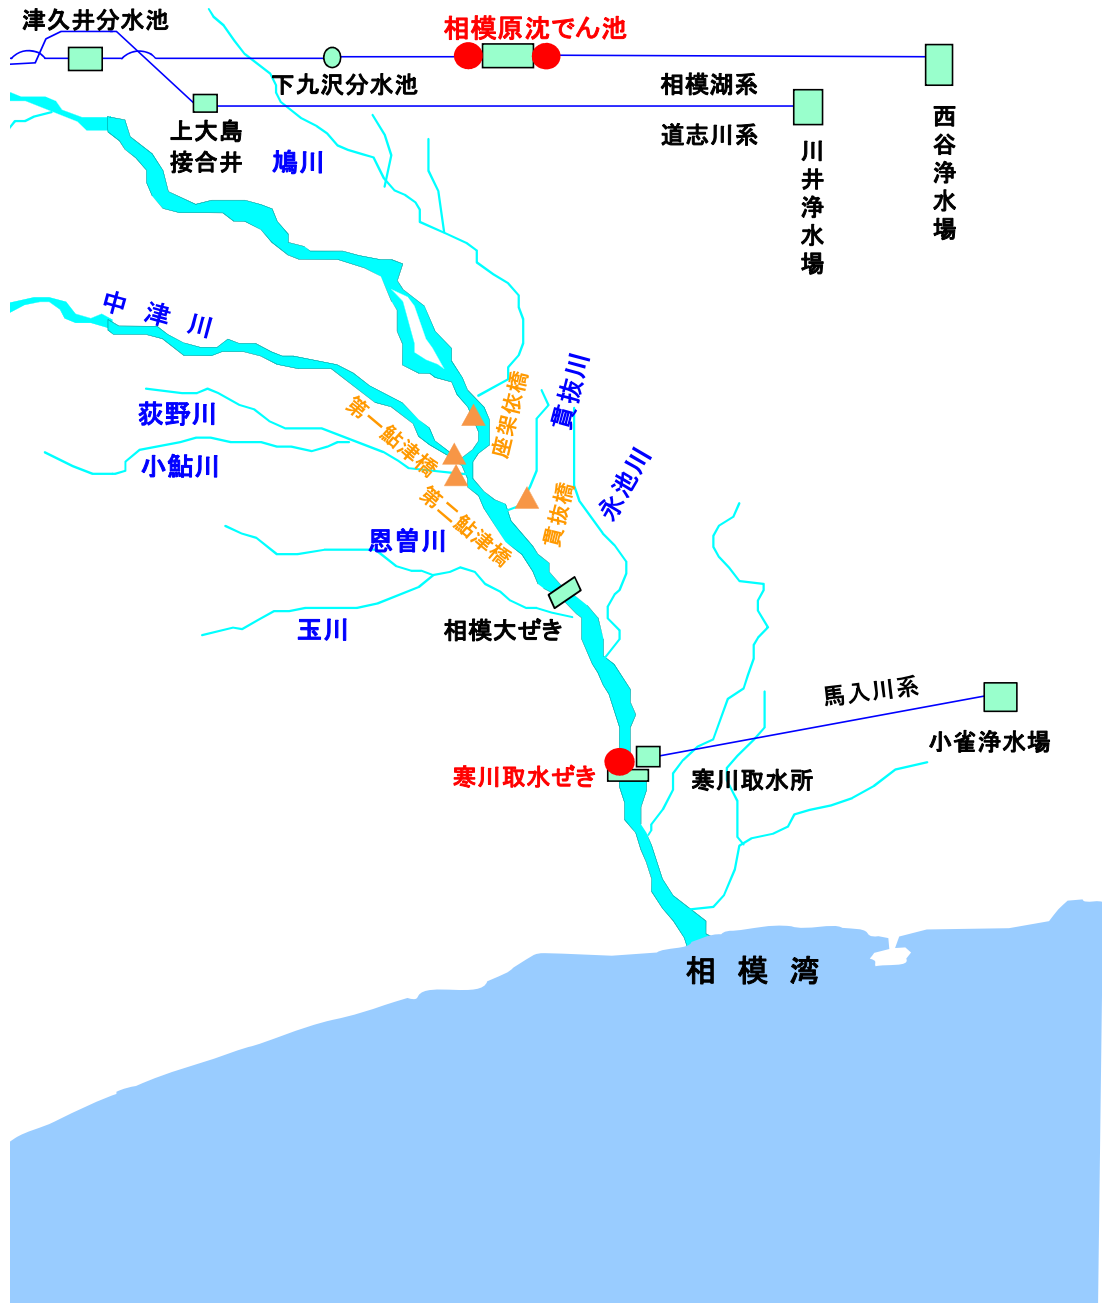 津久井分水池
相模原沈でん池
下九沢分水池
相模湖系
上大島
接合井
道志川系
西谷浄水場
川井浄水場
鳩川
中津川
貫抜川
座架依橋
第一鮎津橋
荻野川
小鮎川
永池川
貫抜橋
第二鮎津橋
恩曽川
玉川
相模大ぜき
馬入川系
小雀浄水場
寒川取水ぜき
寒川取水所
相模湾